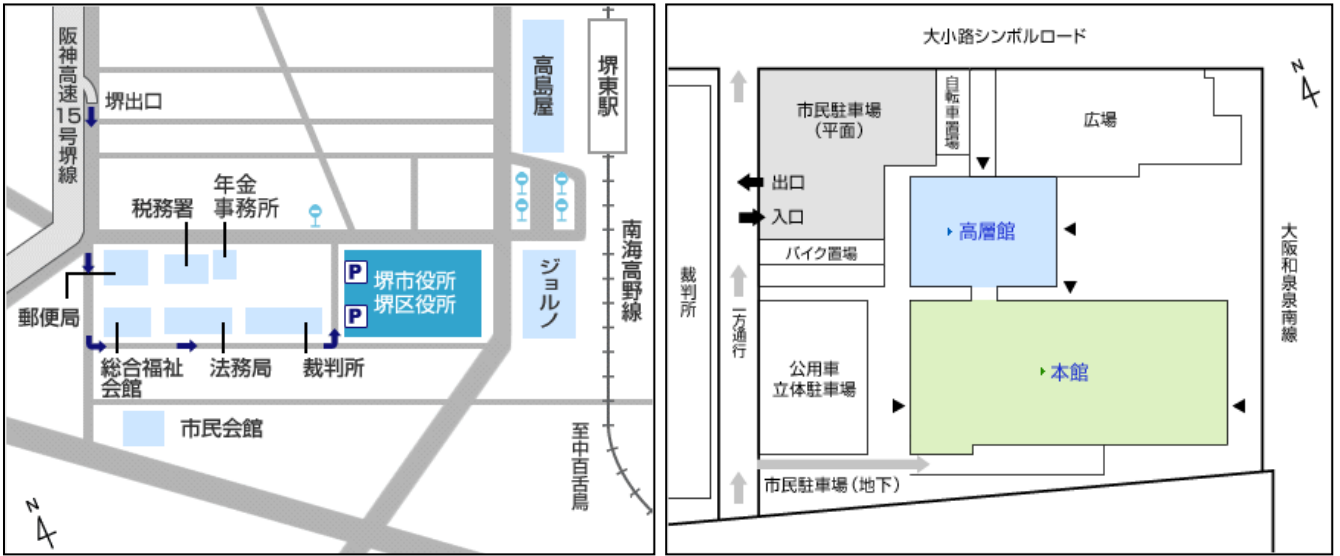 阪神高速15号堺線
堺出口
高島屋
堺東駅
年金
事務所
税務署
南海高野線
P
堺市役所
堺区役所
P
ジョルノ
郵便局
総合福祉
会館
法務局
裁判所
市民会館
至中百舌鳥
N
大小路シンボルロード
N
市民駐車場
(平面)
自転車置場
広場
出口
入口
高層館
バイク置場
裁判所
一方通行
大阪和泉泉南線
公用車
立体駐車場
本館
市民駐車場(地下)